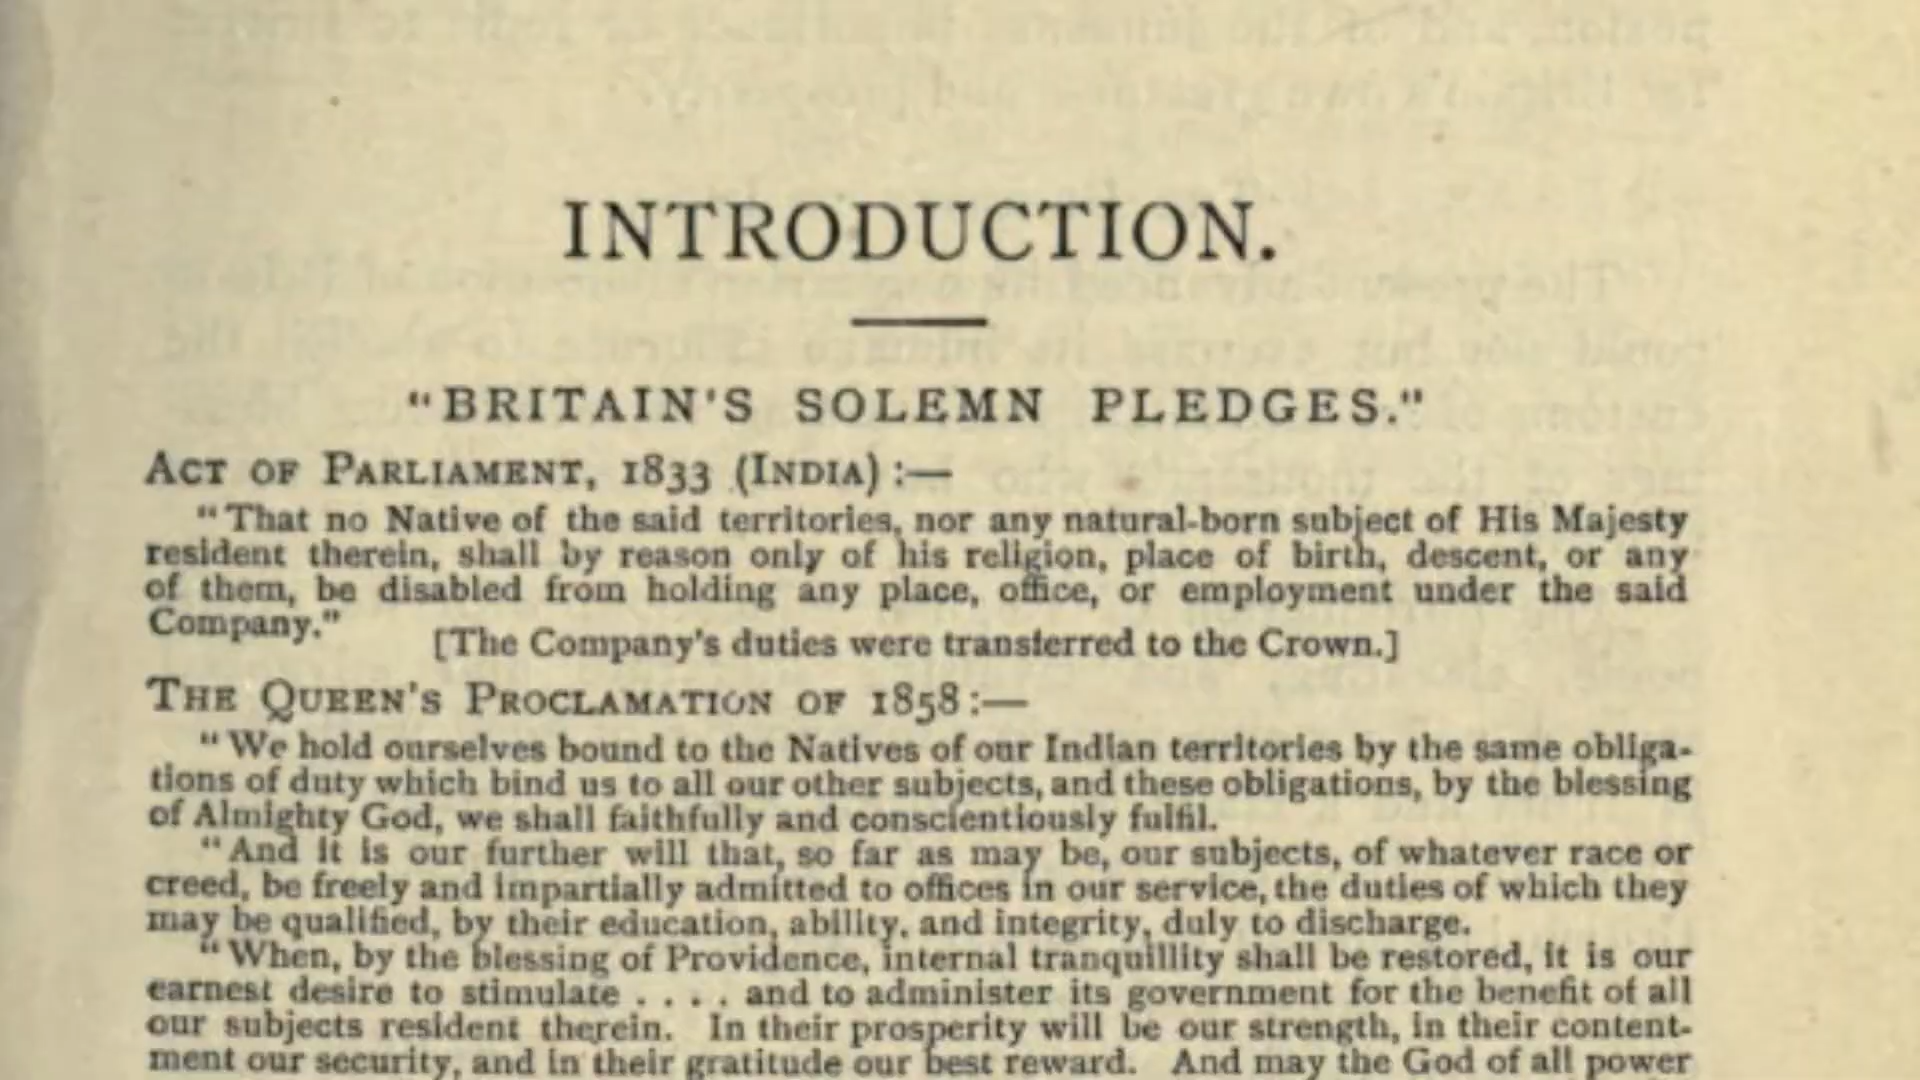 INTRODUCTION.
"BRITAIN'S SOLEMN PLEDGES."
ACT OF PARLIAMENT, 1833 (INDIA) :—
"That no Native of the said territories, nor any natural-born subject of His Majesty
resident therein, shall by reason only of his religion, place of birth, descent, or any
of them, be disabled from holding any place, office, or employment under the said
Company."
[The Company's duties were transferred to the Crown.]
THE QUEEN'S PROCLAMATION OF 1858:—
"We hold ourselves bound to the Natives of our Indian territories by the same obliga-
tions of duty which bind us to all our other subjects, and these obligations, by the blessing
of Almighty God, we shall faithfully and conscientiously fulfil.
"And it is our further will that, so far as may be, our subjects, of whatever race or
creed, be freely and impartially admitted to offices in our service, the duties of which they
may be qualified, by their education, ability, and integrity, duly to discharge.
"When, by the blessing of Providence, internal tranquillity shall be restored, it is our
earnest desire to stimulate . . . . and to administer its government for the benefit of all
our subjects resident therein. In their prosperity will be our strength, in their content-
ment our security, and in their gratitude our best reward. And may the God of all power